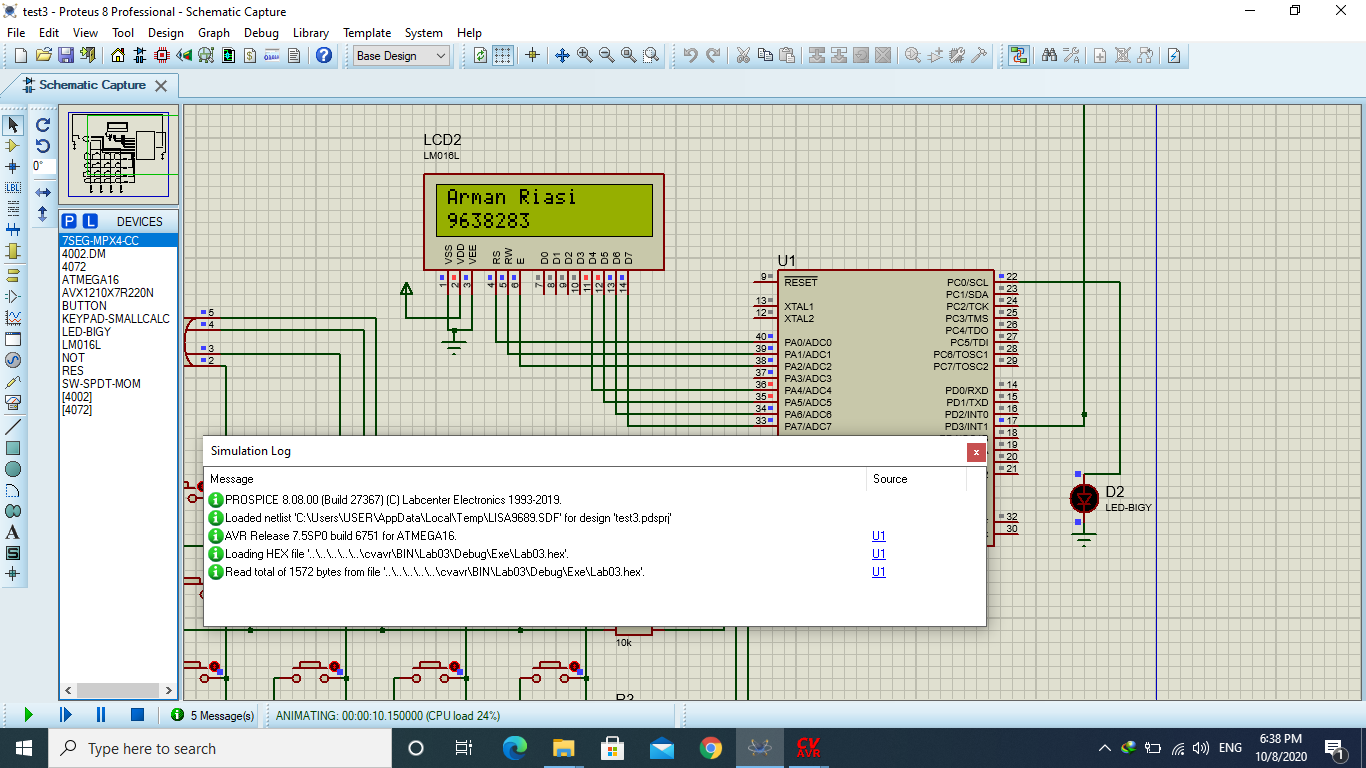 test3 - Proteus 8 Professional - Schematic Capture
File Edit View Tool Design Graph Debug Library Template System Help
Base Design
Schematic Capture
0°
P L DEVICES
7SEG-MPX4-CC
4002.DM
4072
ATMEGA16
AVX1210X7R220N
BUTTON
KEYPAD-SMALLCALC
LED-BIGY
LM016L
NOT
RES
SW-SPDT-MOM
[4002]
[4072]
LCD2
LM016L
Arman Riasi
9638283
VSS VDD VEE RS RW E D0 D1 D2 D3 D4 D5 D6 D7
1 2 3 4 5 6 7 8 9 10 11 12 13 14
5
4
3
2
U1
9 RESET PC0/SCL 22
PC1/SDA 23
13 XTAL1 PC2/TCK 24
12 XTAL2 PC3/TMS 25
PC4/TDO 26
40 PA0/ADC0 PC5/TDI 27
39 PA1/ADC1 PC6/TOSC1 28
38 PA2/ADC2 PC7/TOSC2 29
37 PA3/ADC3
36 PA4/ADC4 PD0/RXD 14
35 PA5/ADC5 PD1/TXD 15
34 PA6/ADC6 PD2/INT0 16
33 PA7/ADC7 PD3/INT1 17
18
19
20
21
32
30
D2
LED-BIGY
Simulation Log
x
Message Source
PROSPICE 8.08.00 (Build 27367) (C) Labcenter Electronics 1993-2019.
Loaded netlist 'C:\Users\USER\AppData\Local\Temp\LISA9689.SDF' for design 'test3.pdsprj'
AVR Release 7.5SP0 build 6751 for ATMEGA16. U1
Loading HEX file '..\..\..\..\..\cvavr\BIN\Lab03\Debug\Exe\Lab03.hex'. U1
Read total of 1572 bytes from file '..\..\..\..\..\cvavr\BIN\Lab03\Debug\Exe\Lab03.hex'. U1
10k
5 Message(s) ANIMATING: 00:00:10.150000 (CPU load 24%)
Type here to search
CV
AVR
ENG
6:38 PM
10/8/2020
1